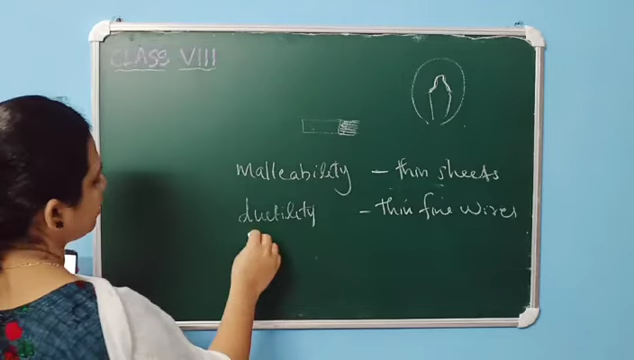 CLASS VIII
Malleability - thin sheets
ductility - thin fine wires